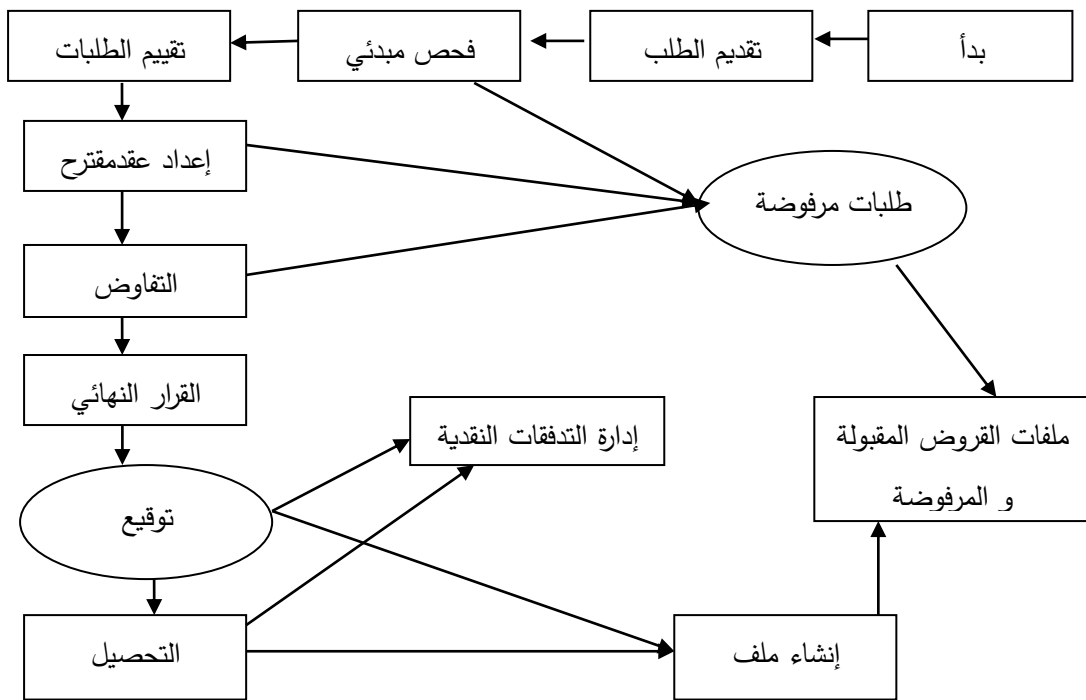 بدأ
تقديم الطلب
فحص مبدئي
تقييم الطلبات
إعداد عقدمقترح
طلبات مرفوضة
التفاوض
القرار النهائي
إدارة التدفقات النقدية
ملفات القروض المقبولة
و المرفوضة
توقيع
التحصيل
إنشاء ملف